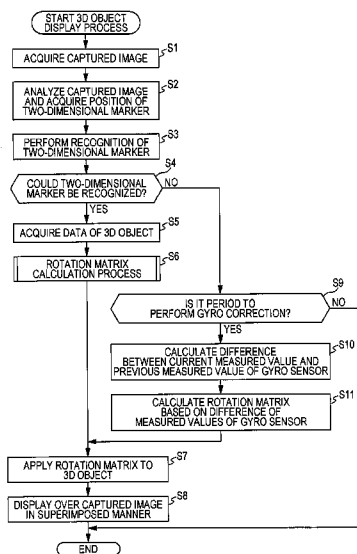 START 3D OBJECT
DISPLAY PROCESS
S1
ACQUIRE CAPTURED IMAGE
S2
ANALYZE CAPTURED IMAGE
AND ACQUIRE POSITION OF
TWO-DIMENSIONAL MARKER
S3
PERFORM RECOGNITION OF
TWO-DIMENSIONAL MARKER
S4
COULD TWO-DIMENSIONAL
MARKER BE RECOGNIZED?
NO
YES
S5
ACQUIRE DATA OF 3D OBJECT
S6
ROTATION MATRIX
CALCULATION PROCESS
S9
IS IT PERIOD TO
PERFORM GYRO CORRECTION?
NO
YES
S10
CALCULATE DIFFERENCE
BETWEEN CURRENT MEASURED VALUE AND
PREVIOUS MEASURED VALUE OF GYRO SENSOR
S11
CALCULATE ROTATION MATRIX
BASED ON DIFFERENCE OF
MEASURED VALUES OF GYRO SENSOR
S7
APPLY ROTATION MATRIX TO
3D OBJECT
S8
DISPLAY OVER CAPTURED IMAGE
IN SUPERIMPOSED MANNER
END